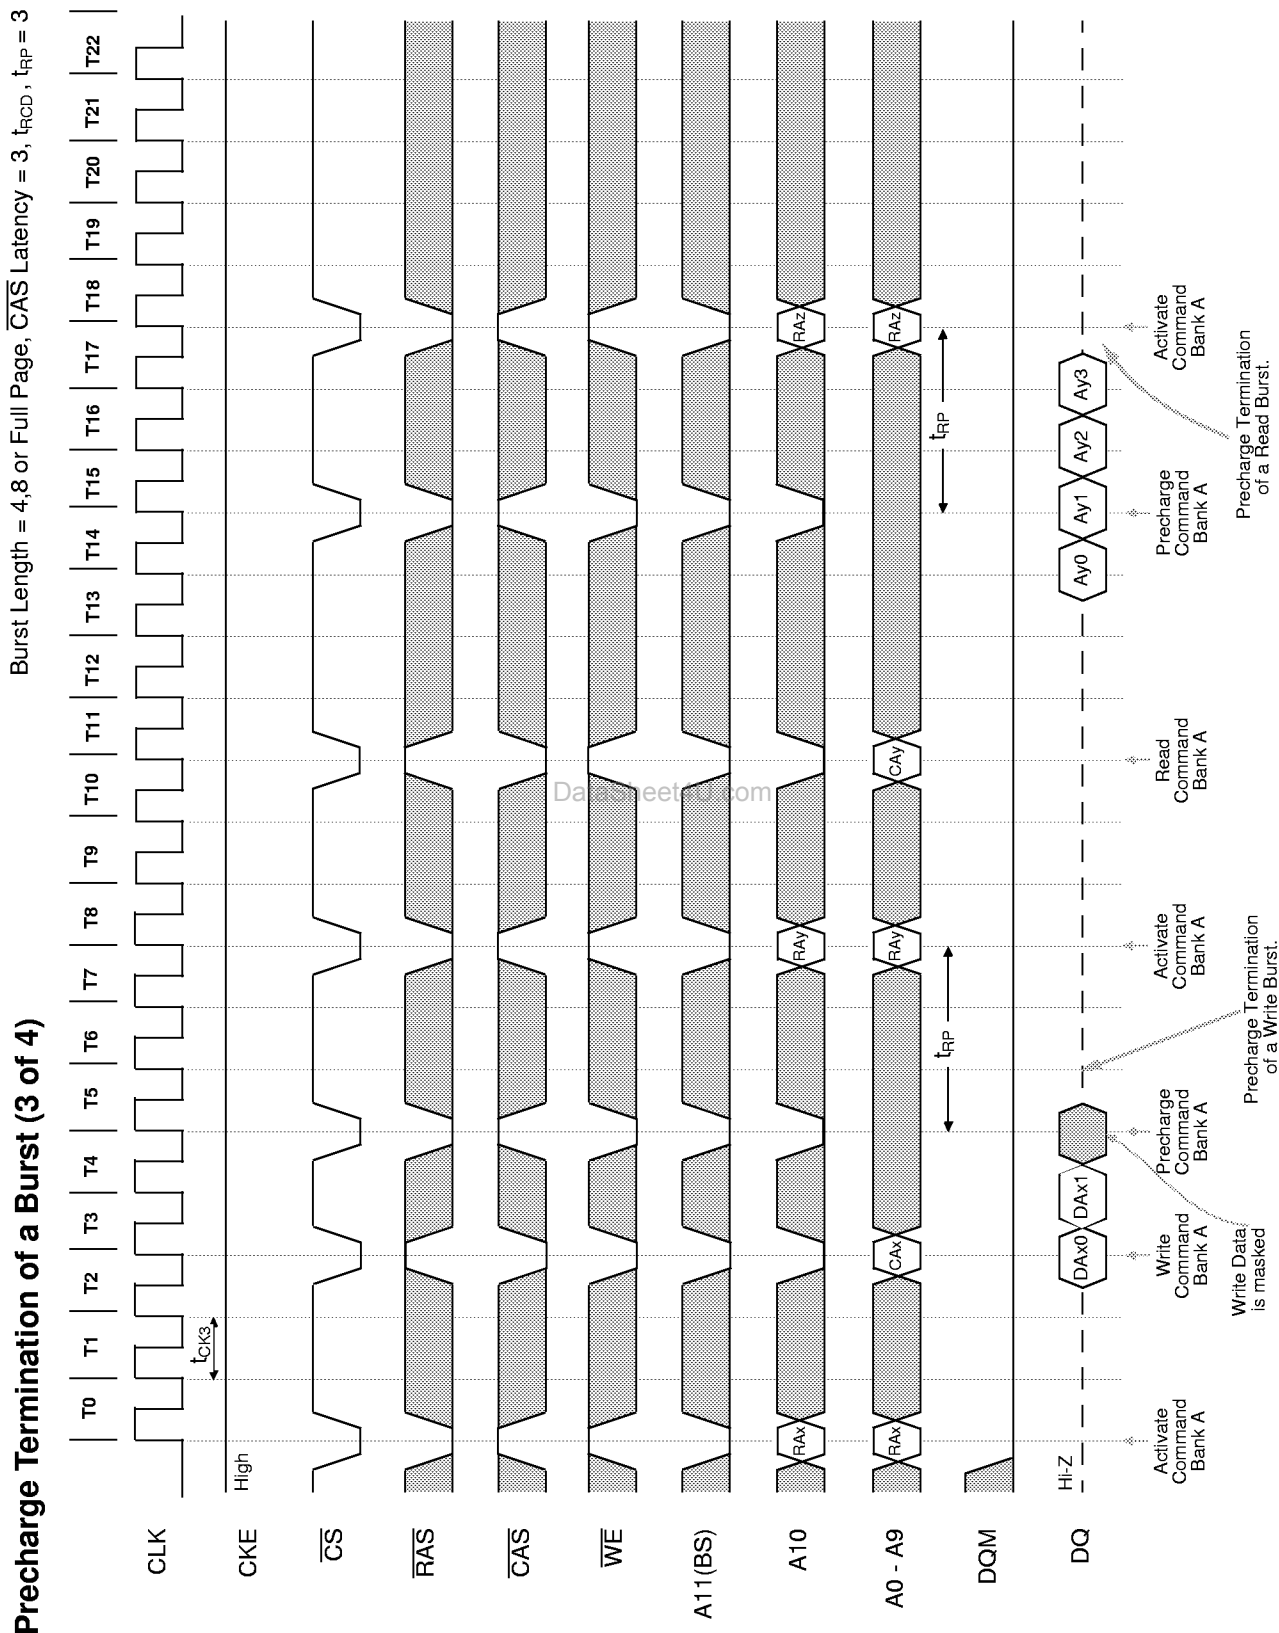 Precharge Termination of a Burst (3 of 4)
Burst Length = 4,8 or Full Page, CAS Latency = 3, tRCD, tRP = 3
T0 T1 T2 T3 T4 T5 T6 T7 T8 T9 T10 T11 T12 T13 T14 T15 T16 T17 T18 T19 T20 T21 T22
CLK
tCK3
CKE
High
CS
RAS
CAS
WE
A11(BS)
DataSheet4U.com
A10
RAx RAy RAz
A0 - A9
RAx CAx RAy CAy RAz
tRP tRP
DQM
DQ
Hi-Z
DAx0 DAx1 Ay0 Ay1 Ay2 Ay3
Activate
Command
Bank A
Write
Command
Bank A
Precharge
Command
Bank A
Activate
Command
Bank A
Read
Command
Bank A
Precharge
Command
Bank A
Activate
Command
Bank A
Write Data
is masked
Precharge Termination
of a Write Burst.
Precharge Termination
of a Read Burst.